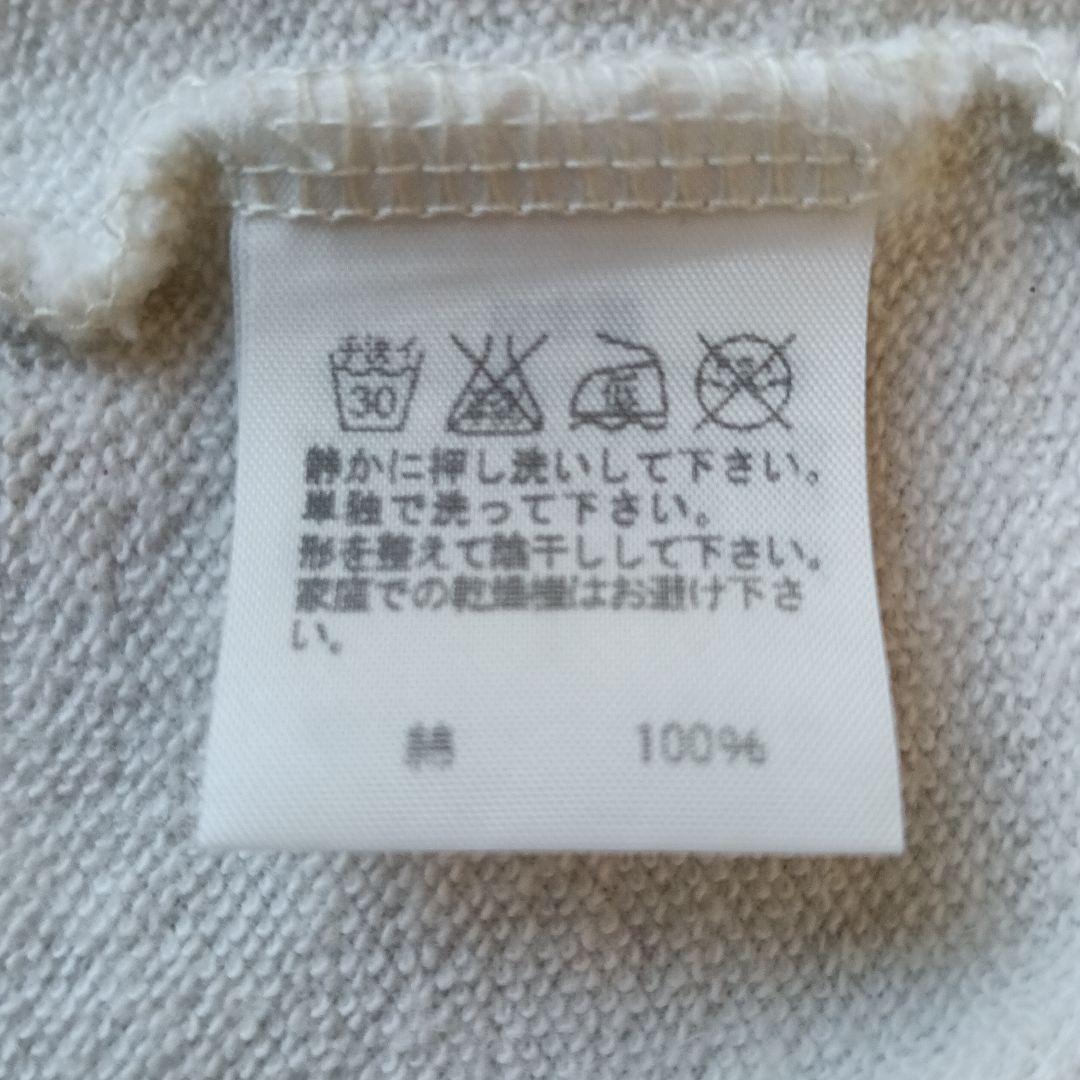 手洗イ
30
低
静かに押し洗いして下さい。
単独で洗って下さい。
形を整えて陰干しして下さい。
家庭での乾燥機はお避け下さ
い。
綿 100%